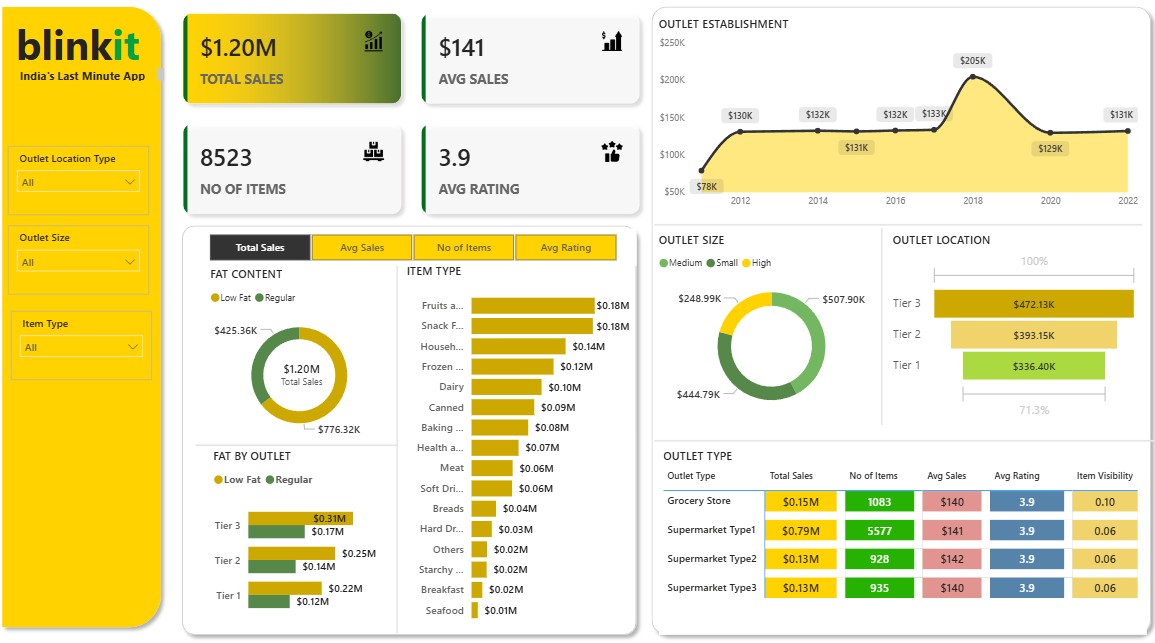 blinkit
India's Last Minute App
Outlet Location Type
All
Outlet Size
All
Item Type
All
$1.20M
TOTAL SALES
$141
AVG SALES
8523
NO OF ITEMS
3.9
AVG RATING
Total Sales
Avg Sales
No of Items
Avg Rating
FAT CONTENT
Low Fat Regular
$425.36K
$1.20M
Total Sales
$776.32K
FAT BY OUTLET
Low Fat Regular
Tier 3 $0.31M
$0.17M
Tier 2 $0.25M
$0.14M
Tier 1 $0.22M
$0.12M
ITEM TYPE
Fruits a... $0.18M
Snack F... $0.18M
Househ... $0.14M
Frozen ... $0.12M
Dairy $0.10M
Canned $0.09M
Baking ... $0.08M
Health a... $0.07M
Meat $0.06M
Soft Dri... $0.06M
Breads $0.04M
Hard Dr... $0.03M
Others $0.02M
Starchy ... $0.02M
Breakfast $0.02M
Seafood $0.01M
OUTLET ESTABLISHMENT
$250K
$200K
$150K
$100K
$50K
$78K
$130K
$132K
$131K
$132K
$133K
$205K
$129K
$131K
2012 2014 2016 2018 2020 2022
OUTLET SIZE
Medium Small High
$248.99K
$507.90K
$444.79K
OUTLET LOCATION
100%
Tier 3 $472.13K
Tier 2 $393.15K
Tier 1 $336.40K
71.3%
OUTLET TYPE
Outlet Type Total Sales No of Items Avg Sales Avg Rating Item Visibility
Grocery Store $0.15M 1083 $140 3.9 0.10
Supermarket Type1 $0.79M 5577 $141 3.9 0.06
Supermarket Type2 $0.13M 928 $142 3.9 0.06
Supermarket Type3 $0.13M 935 $140 3.9 0.06